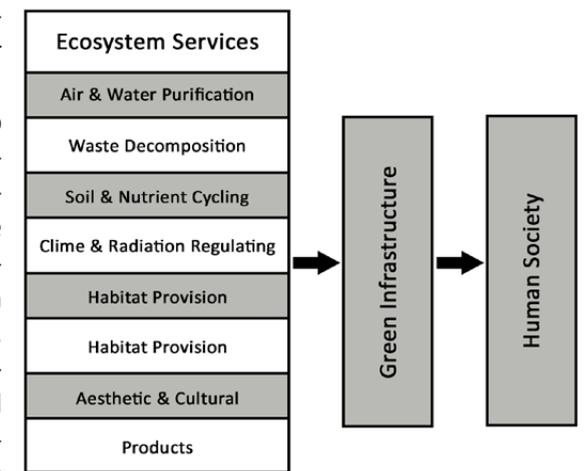 Ecosystem Services
Air & Water Purification
Waste Decomposition
Soil & Nutrient Cycling
Clime & Radiation Regulating
Habitat Provision
Habitat Provision
Aesthetic & Cultural
Products
Green Infrastructure
Human Society